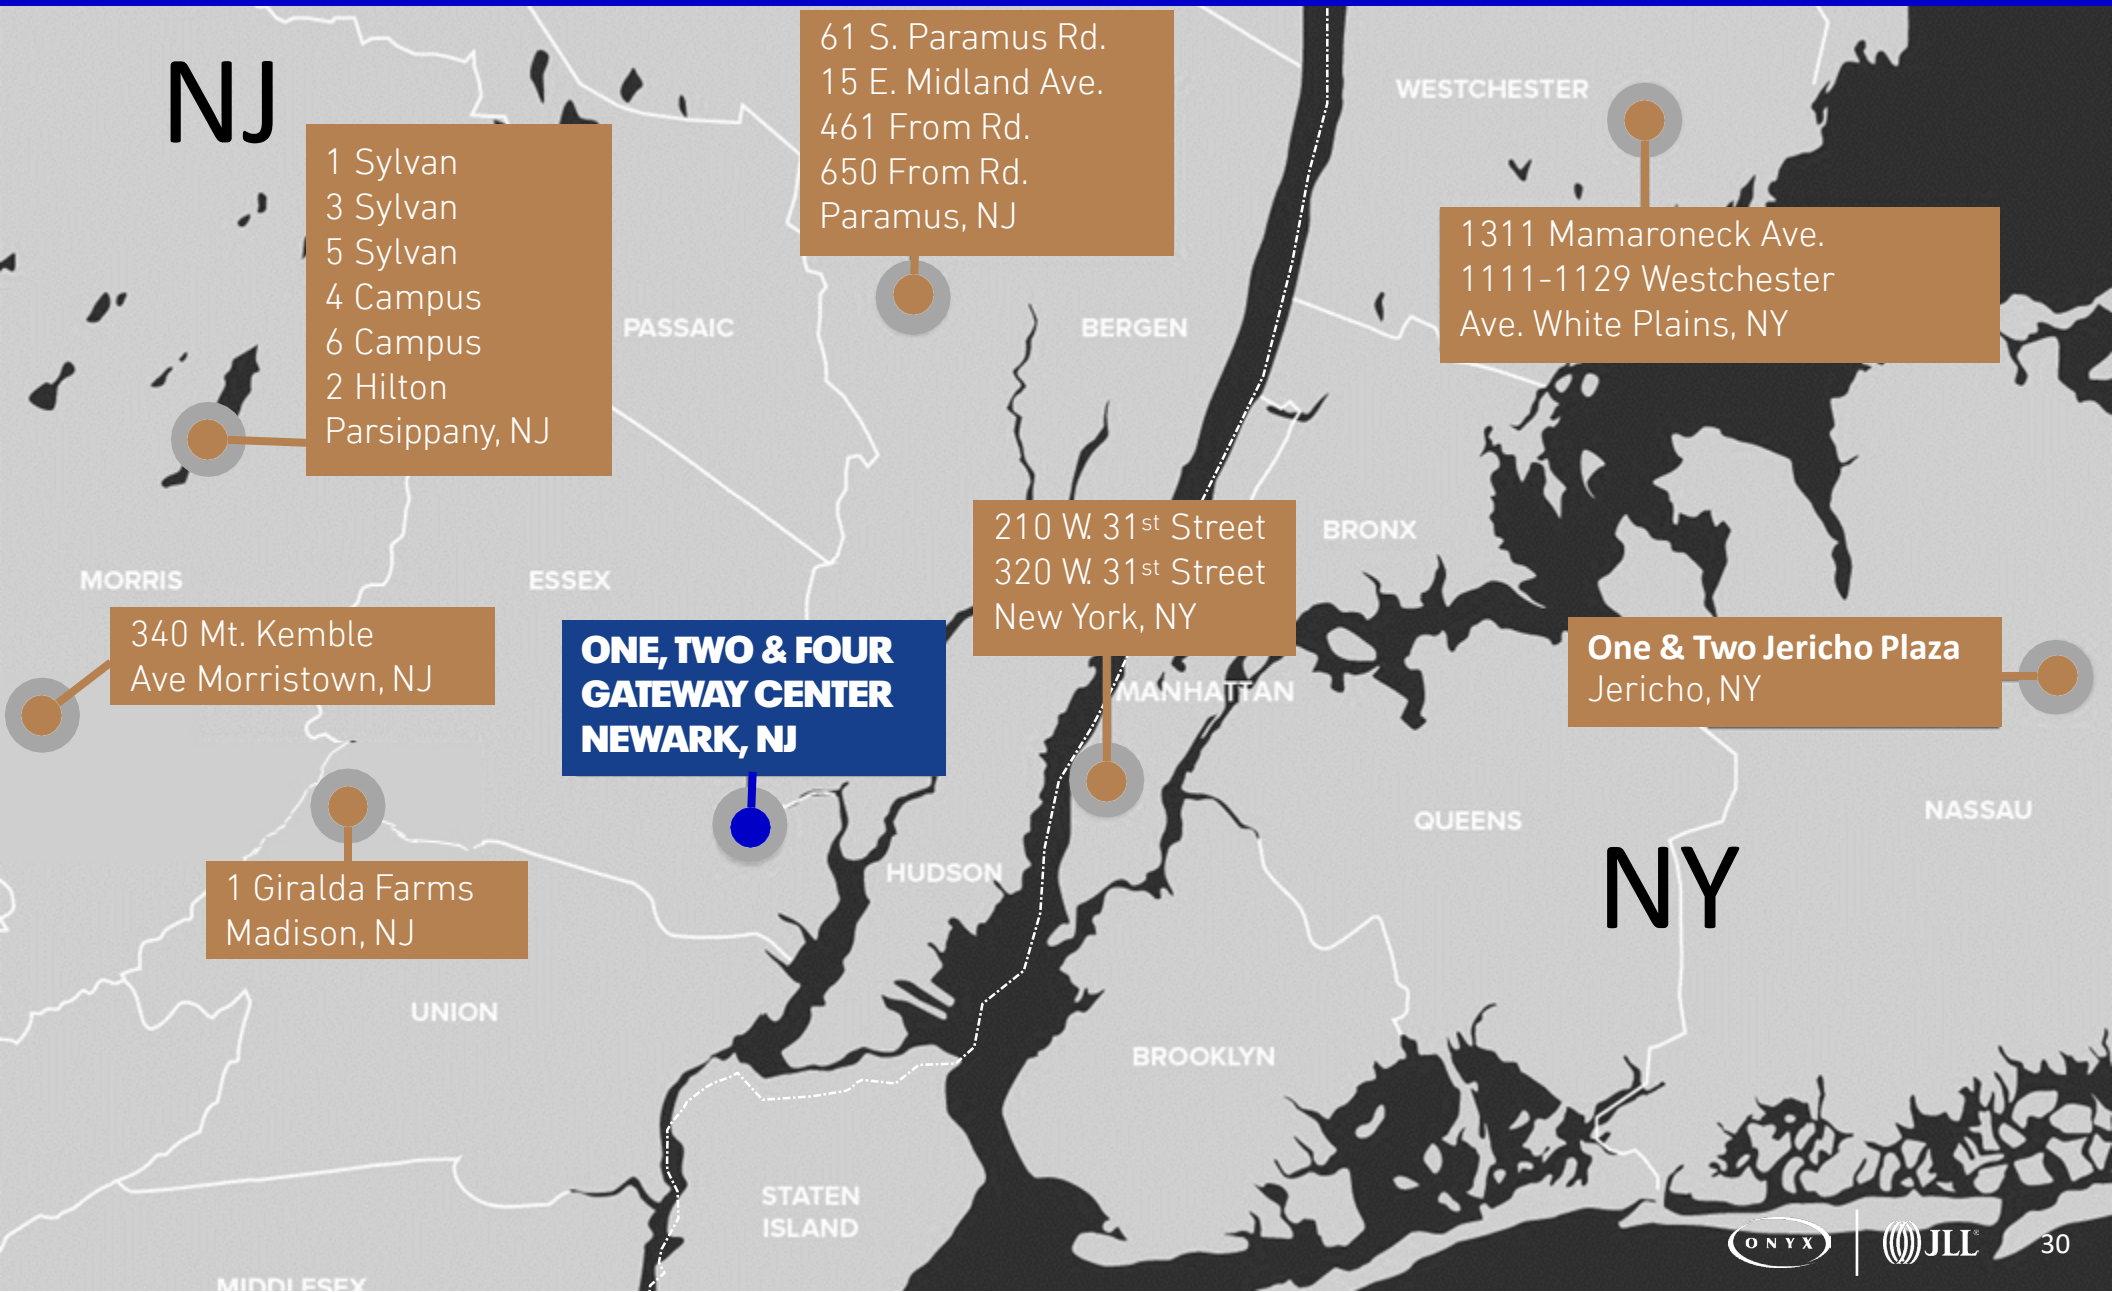 NJ
61 S. Paramus Rd.
15 E. Midland Ave.
461 From Rd.
650 From Rd.
Paramus, NJ
WESTCHESTER
1 Sylvan
3 Sylvan
5 Sylvan
4 Campus
6 Campus
2 Hilton
Parsippany, NJ
1311 Mamaroneck Ave.
1111-1129 Westchester
Ave. White Plains, NY
PASSAIC
BERGEN
210 W. 31st Street
320 W. 31st Street
New York, NY
BRONX
MORRIS
ESSEX
340 Mt. Kemble
Ave Morristown, NJ
ONE, TWO & FOUR
GATEWAY CENTER
NEWARK, NJ
One & Two Jericho Plaza
Jericho, NY
MANHATTAN
QUEENS
NASSAU
HUDSON
NY
1 Giralda Farms
Madison, NJ
UNION
BROOKLYN
STATEN
ISLAND
ONYX
JLL
30
MIDDLESEX